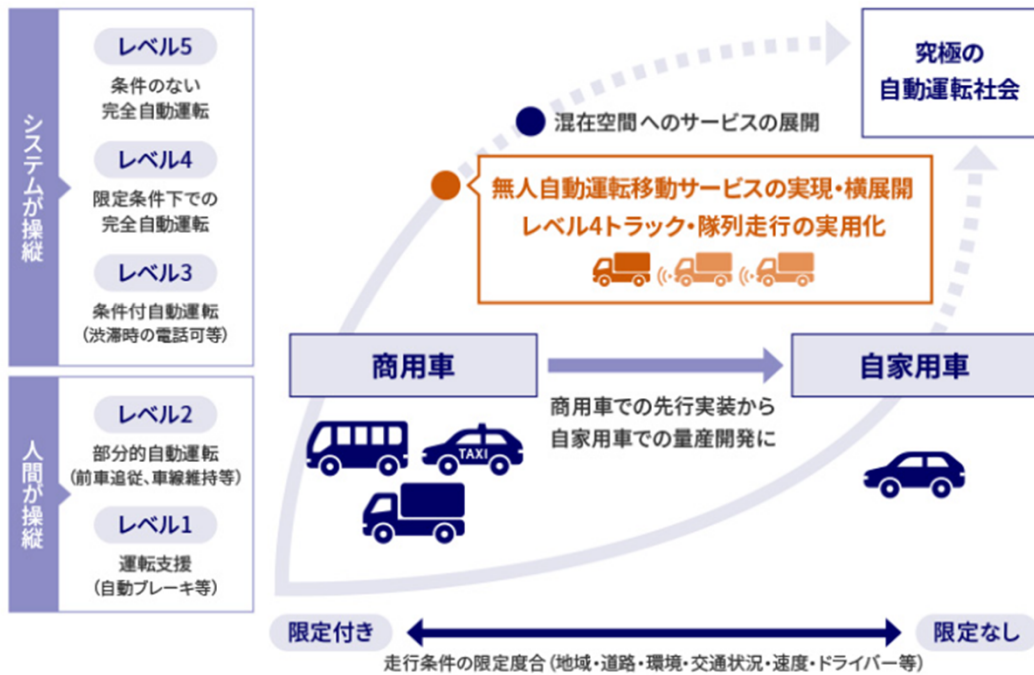 システムが操縦
レベル5
条件のない
完全自動運転
レベル4
限定条件下での
完全自動運転
レベル3
条件付自動運転
(渋滞時の電話可等)
人間が操縦
レベル2
部分的自動運転
(前車追従、車線維持等)
レベル1
運転支援
(自動ブレーキ等)
究極の
自動運転社会
混在空間へのサービスの展開
無人自動運転移動サービスの実現・横展開
レベル4トラック・隊列走行の実用化
商用車
自家用車
商用車での先行実装から
自家用車での量産開発に
TAXI
限定付き
限定なし
走行条件の限定度合(地域・道路・環境・交通状況・速度・ドライバー等)